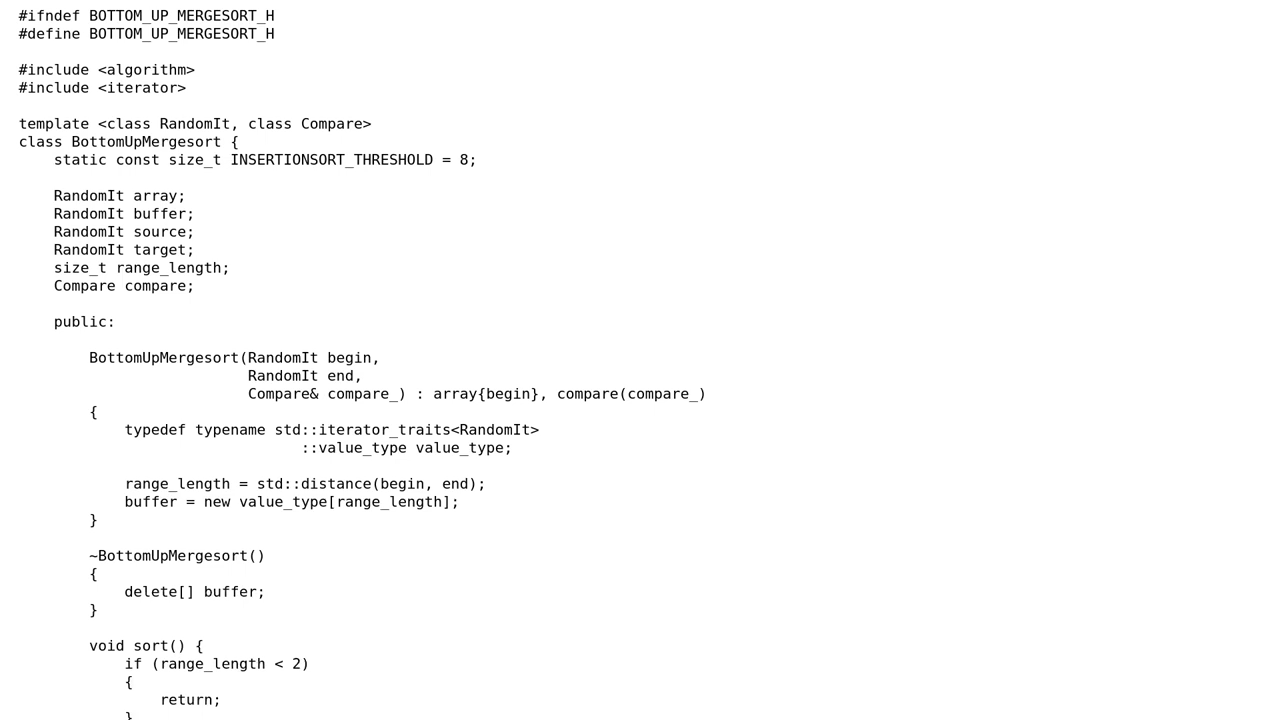 #ifndef BOTTOM_UP_MERGESORT_H
#define BOTTOM_UP_MERGESORT_H

#include <algorithm>
#include <iterator>

template <class RandomIt, class Compare>
class BottomUpMergesort {
    static const size_t INSERTIONSORT_THRESHOLD = 8;

    RandomIt array;
    RandomIt buffer;
    RandomIt source;
    RandomIt target;
    size_t range_length;
    Compare compare;

    public:

        BottomUpMergesort(RandomIt begin,
                          RandomIt end,
                          Compare& compare_) : array{begin}, compare(compare_)
        {
            typedef typename std::iterator_traits<RandomIt>
                                ::value_type value_type;

            range_length = std::distance(begin, end);
            buffer = new value_type[range_length];
        }

        ~BottomUpMergesort()
        {
            delete[] buffer;
        }

        void sort() {
            if (range_length < 2)
            {
                return;
            }